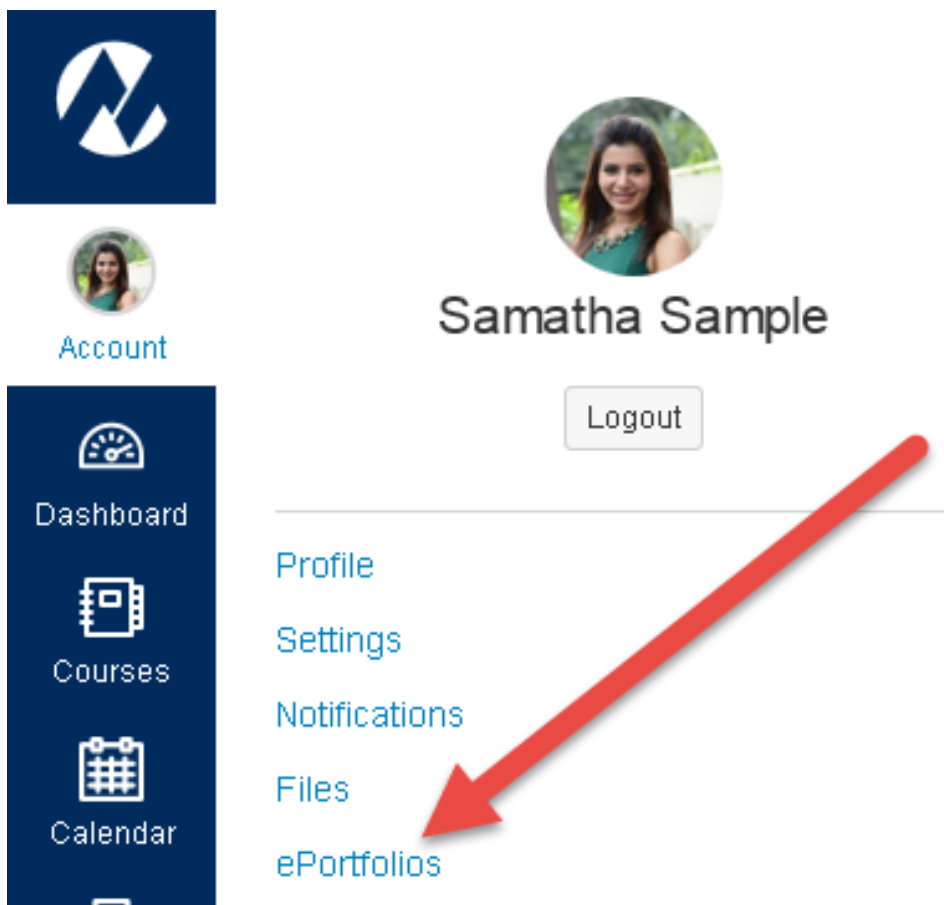 Account
Dashboard
Courses
Calendar
Samatha Sample
Logout
Profile
Settings
Notifications
Files
ePortfolios